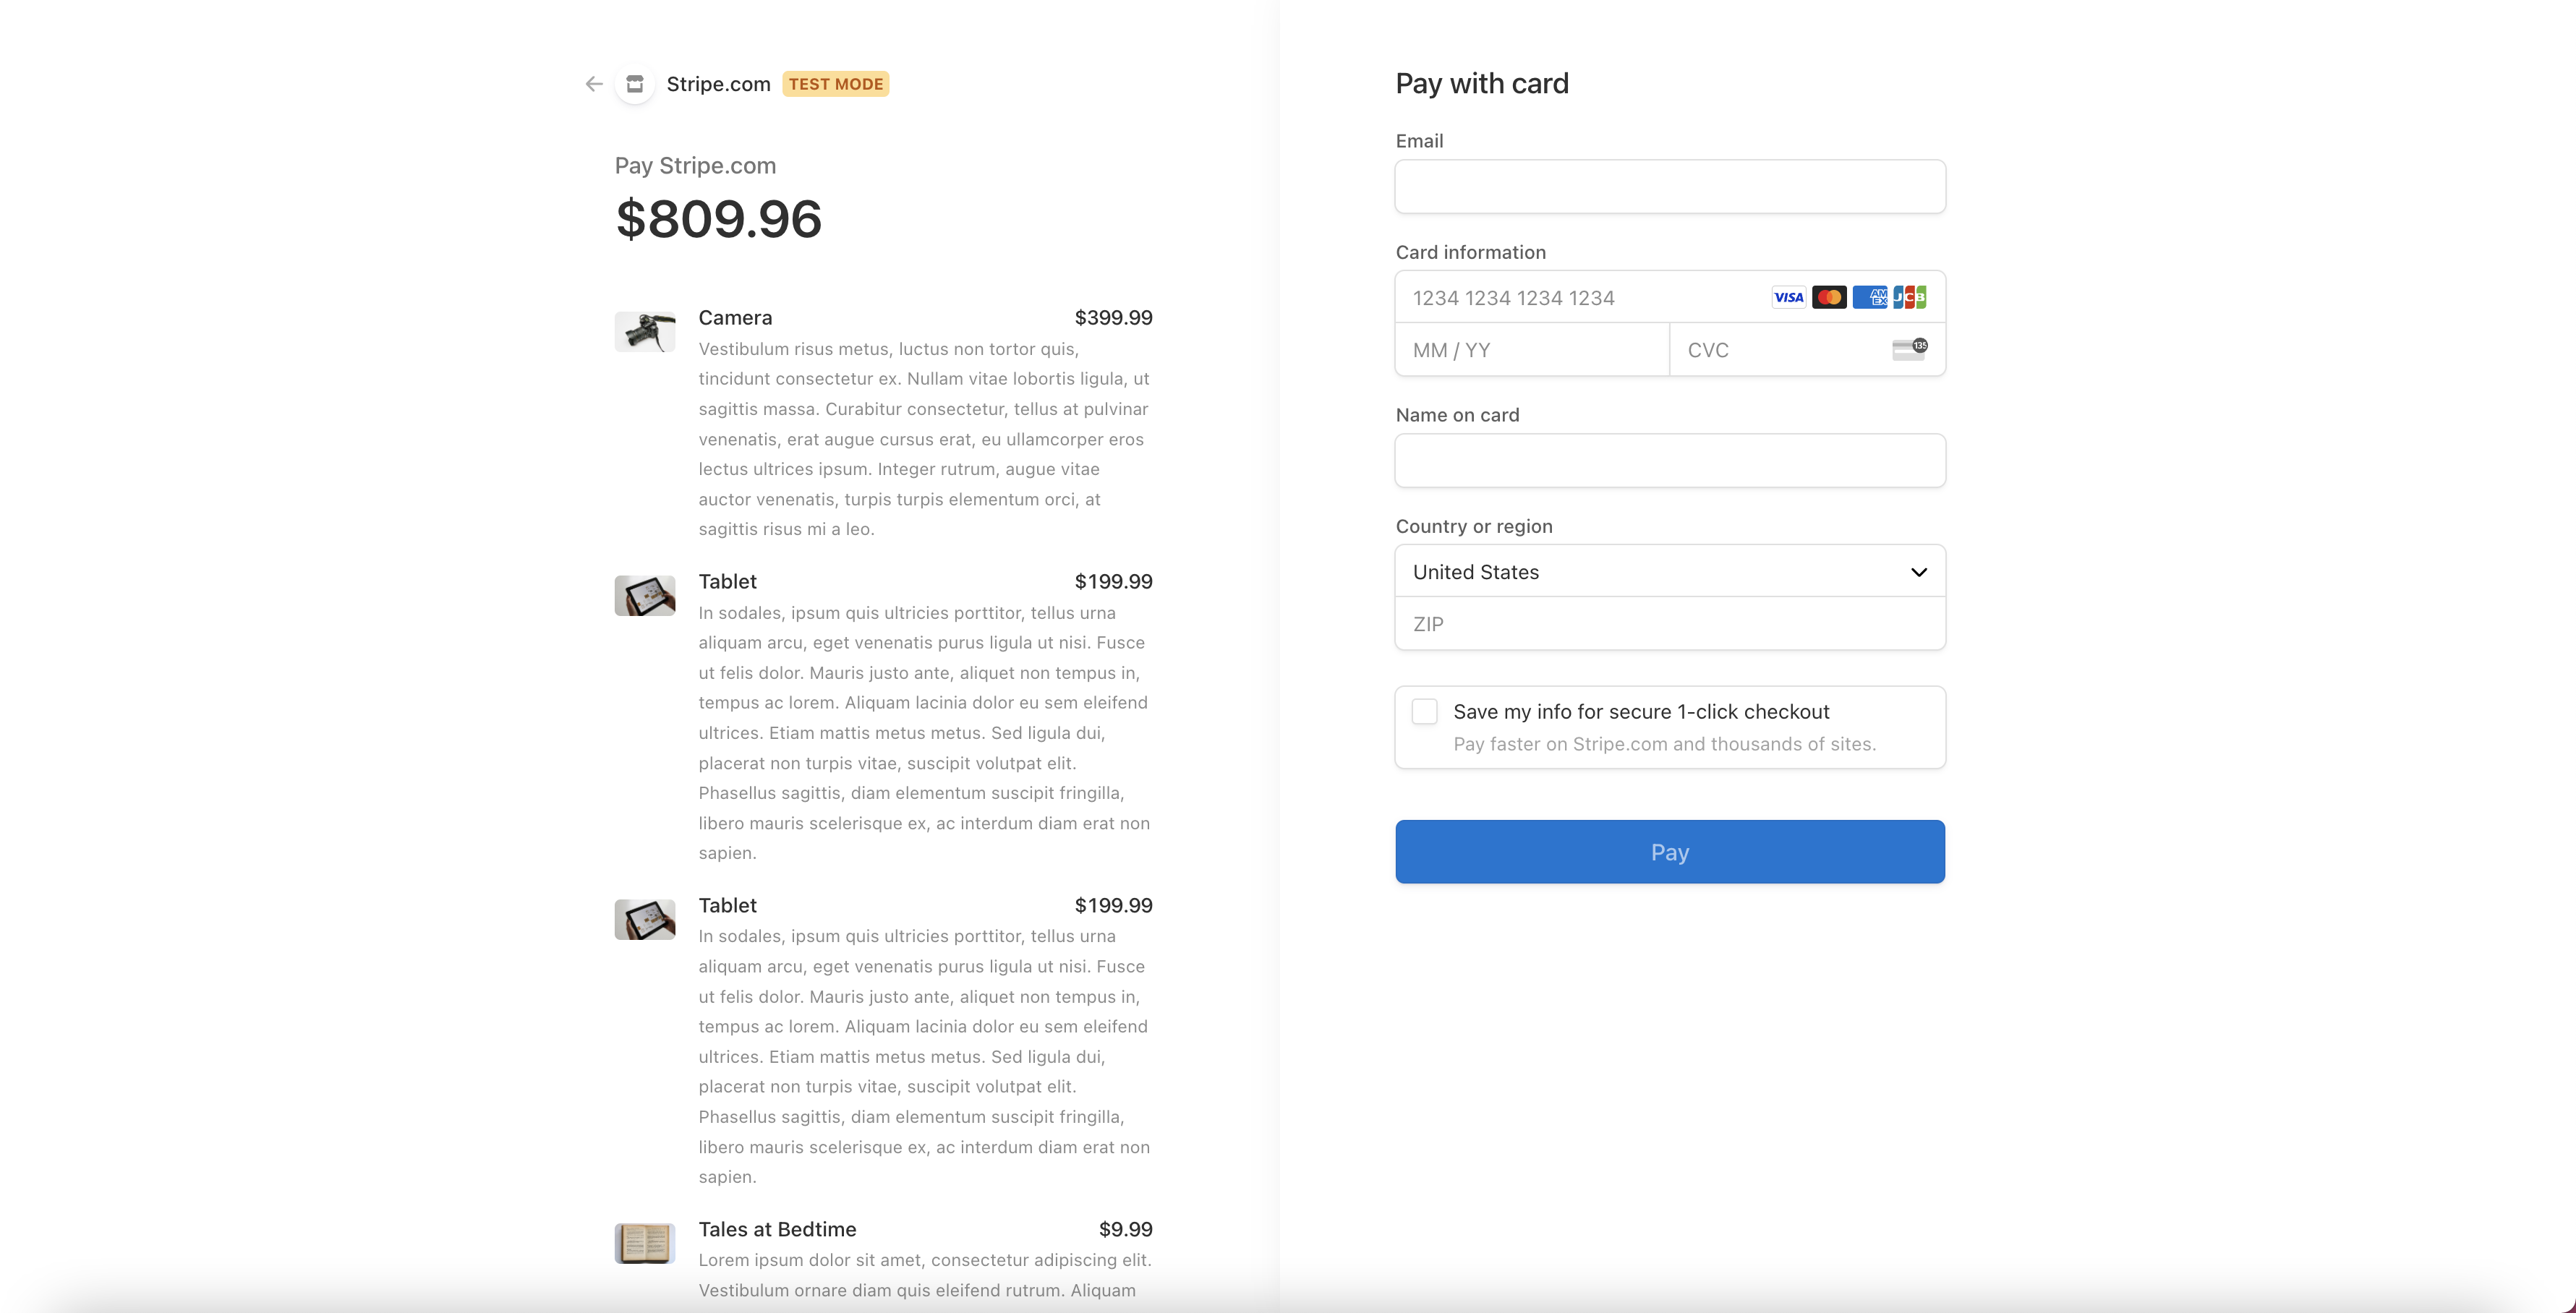 Stripe.com TEST MODE
Pay Stripe.com
$809.96
Camera $399.99
Vestibulum risus metus, luctus non tortor quis,
tincidunt consectetur ex. Nullam vitae lobortis ligula, ut
sagittis massa. Curabitur consectetur, tellus at pulvinar
venenatis, erat augue cursus erat, eu ullamcorper eros
lectus ultrices ipsum. Integer rutrum, augue vitae
auctor venenatis, turpis turpis elementum orci, at
sagittis risus mi a leo.
Tablet $199.99
In sodales, ipsum quis ultricies porttitor, tellus urna
aliquam arcu, eget venenatis purus ligula ut nisi. Fusce
ut felis dolor. Mauris justo ante, aliquet non tempus in,
tempus ac lorem. Aliquam lacinia dolor eu sem eleifend
ultrices. Etiam mattis metus metus. Sed ligula dui,
placerat non turpis vitae, suscipit volutpat elit.
Phasellus sagittis, diam elementum suscipit fringilla,
libero mauris scelerisque ex, ac interdum diam erat non
sapien.
Tablet $199.99
In sodales, ipsum quis ultricies porttitor, tellus urna
aliquam arcu, eget venenatis purus ligula ut nisi. Fusce
ut felis dolor. Mauris justo ante, aliquet non tempus in,
tempus ac lorem. Aliquam lacinia dolor eu sem eleifend
ultrices. Etiam mattis metus metus. Sed ligula dui,
placerat non turpis vitae, suscipit volutpat elit.
Phasellus sagittis, diam elementum suscipit fringilla,
libero mauris scelerisque ex, ac interdum diam erat non
sapien.
Tales at Bedtime $9.99
Lorem ipsum dolor sit amet, consectetur adipiscing elit.
Vestibulum ornare diam quis eleifend rutrum. Aliquam
Pay with card
Email
Card information
1234 1234 1234 1234 VISA AMEX JCB
MM / YY CVC 135
Name on card
Country or region
United States
ZIP
Save my info for secure 1-click checkout
Pay faster on Stripe.com and thousands of sites.
Pay